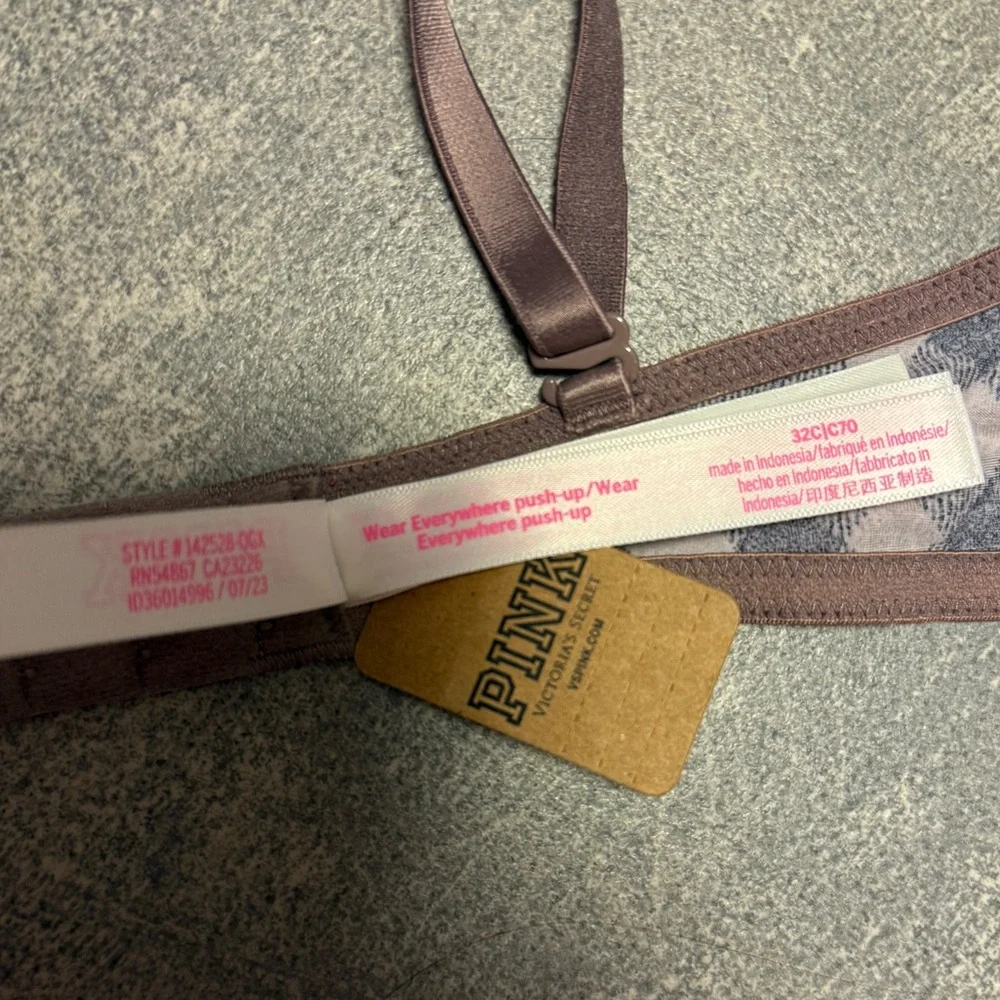 STYLE # 142528-0GX
RN54867 CA23226
ID36014996 / 07/23
Wear Everywhere push-up/Wear
Everywhere push-up
32C|C70
made in Indonesia/fabriqué en Indonésie/
hecho en Indonesia/fabbricato in
Indonesia/印度尼西亚制造
PINK
VICTORIA'S SECRET
VSPINK.COM